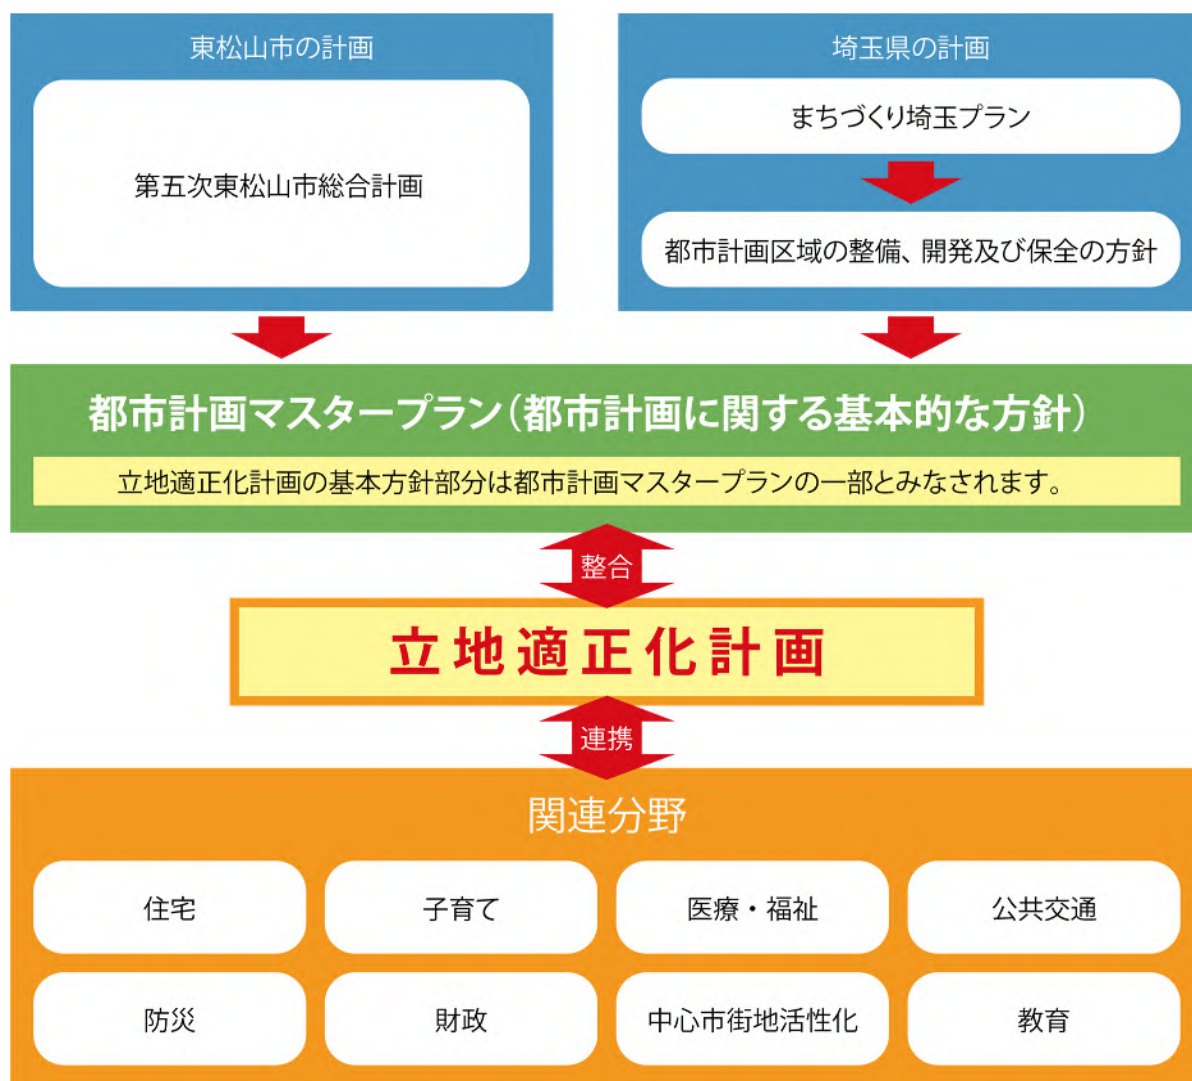 東松山市の計画
第五次東松山市総合計画
埼玉県の計画
まちづくり埼玉プラン
都市計画区域の整備、開発及び保全の方針
都市計画マスタープラン（都市計画に関する基本的な方針）
立地適正化計画の基本方針部分は都市計画マスタープランの一部とみなされます。
整合
立地適正化計画
連携
関連分野
住宅
子育て
医療・福祉
公共交通
防災
財政
中心市街地活性化
教育